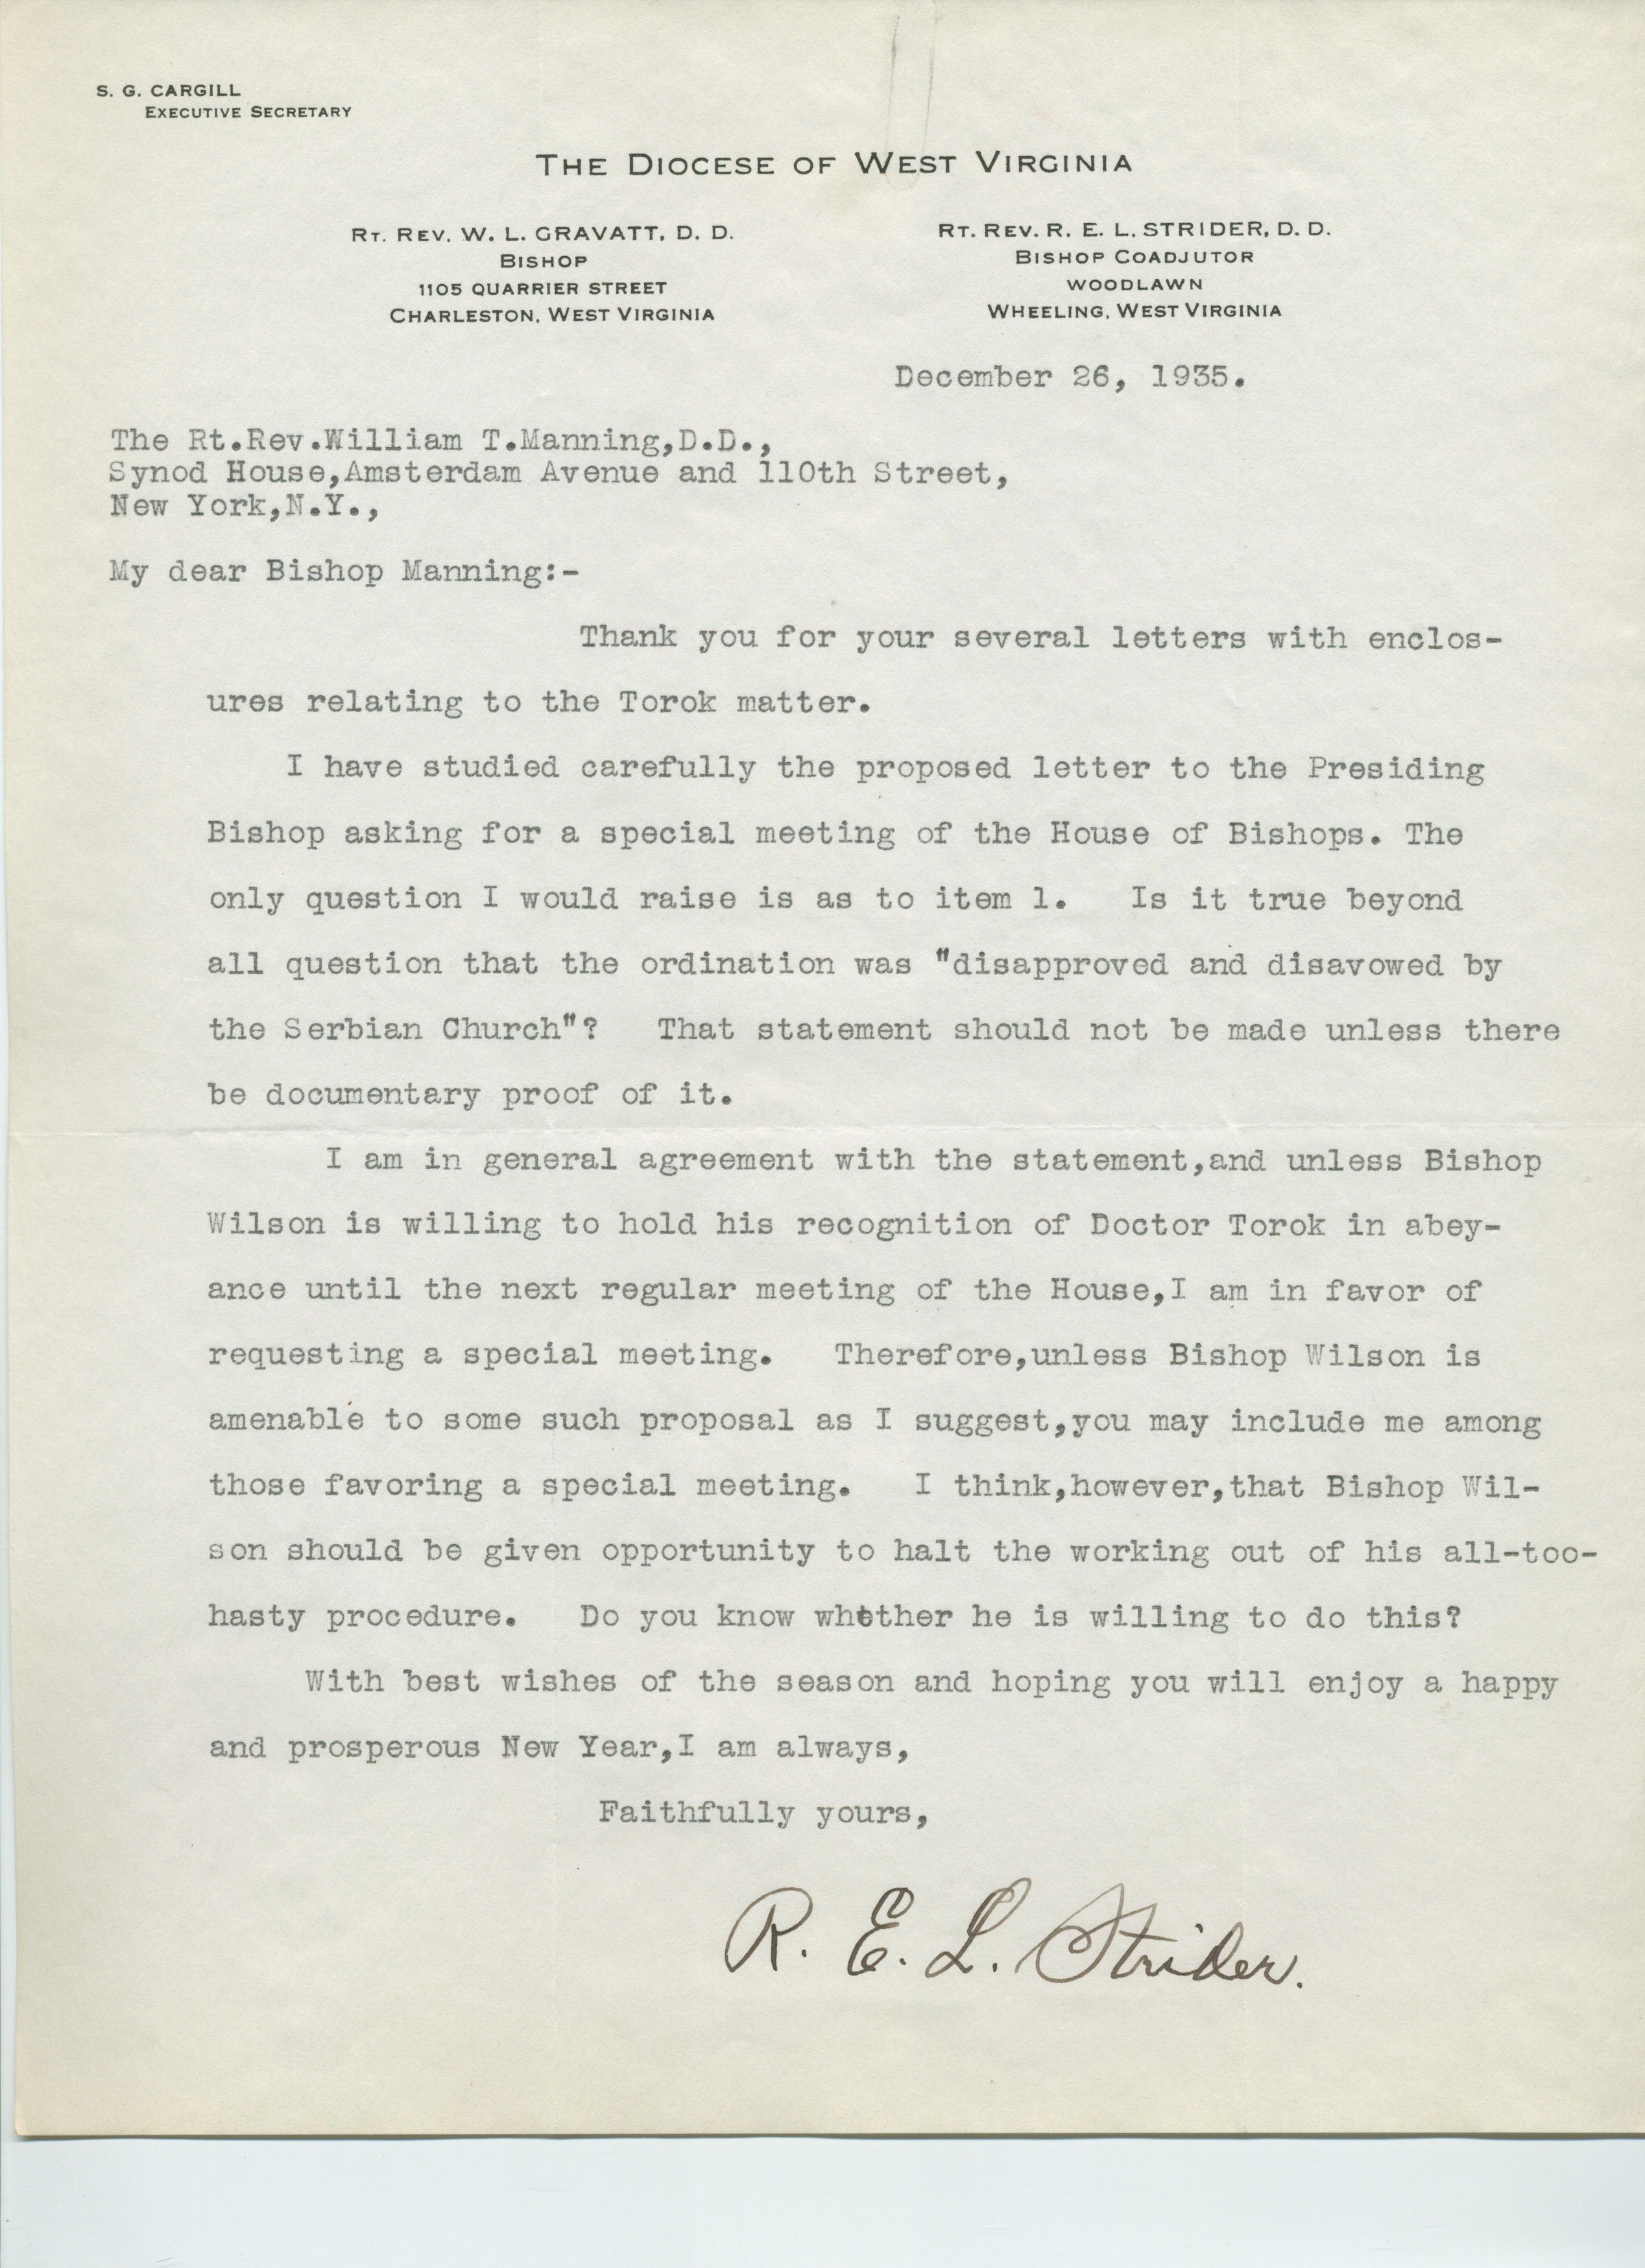 S. G. CARGILL
EXECUTIVE SECRETARY
THE DIOCESE OF WEST VIRGINIA
RT. REV. W. L. GRAVATT, D. D.
BISHOP
1105 QUARRIER STREET
CHARLESTON, WEST VIRGINIA
RT. REV. R. E. L. STRIDER, D. D.
BISHOP COADJUTOR
WOODLAWN
WHEELING, WEST VIRGINIA
December 26, 1935.
The Rt.Rev.William T.Manning,D.D.,
Synod House,Amsterdam Avenue and 110th Street,
New York,N.Y.,
My dear Bishop Manning:-
Thank you for your several letters with enclos-
ures relating to the Torok matter.
I have studied carefully the proposed letter to the Presiding
Bishop asking for a special meeting of the House of Bishops. The
only question I would raise is as to item 1. Is it true beyond
all question that the ordination was "disapproved and disavowed by
the Serbian Church"? That statement should not be made unless there
be documentary proof of it.
I am in general agreement with the statement,and unless Bishop
Wilson is willing to hold his recognition of Doctor Torok in abey-
ance until the next regular meeting of the House,I am in favor of
requesting a special meeting. Therefore,unless Bishop Wilson is
amenable to some such proposal as I suggest,you may include me among
those favoring a special meeting. I think,however,that Bishop Wil-
son should be given opportunity to halt the working out of his all-too-
hasty procedure. Do you know whether he is willing to do this?
With best wishes of the season and hoping you will enjoy a happy
and prosperous New Year,I am always,
Faithfully yours,
R. E. L. Strider.